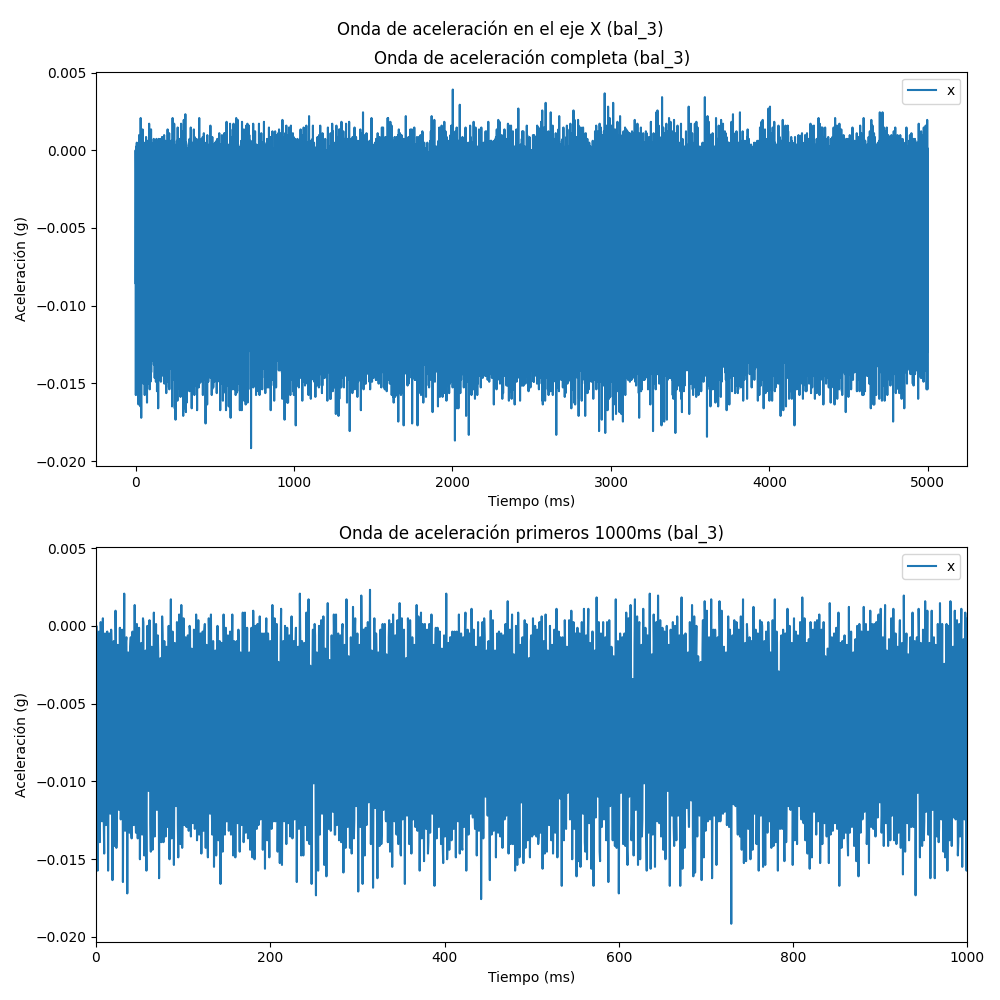 Onda de aceleración en el eje X (bal_3)
Onda de aceleración completa (bal_3)
0.005
0.000
−0.005
−0.010
−0.015
−0.020
Aceleración (g)
x
0 1000 2000 3000 4000 5000
Tiempo (ms)
Onda de aceleración primeros 1000ms (bal_3)
0.005
0.000
−0.005
−0.010
−0.015
−0.020
Aceleración (g)
x
0 200 400 600 800 1000
Tiempo (ms)